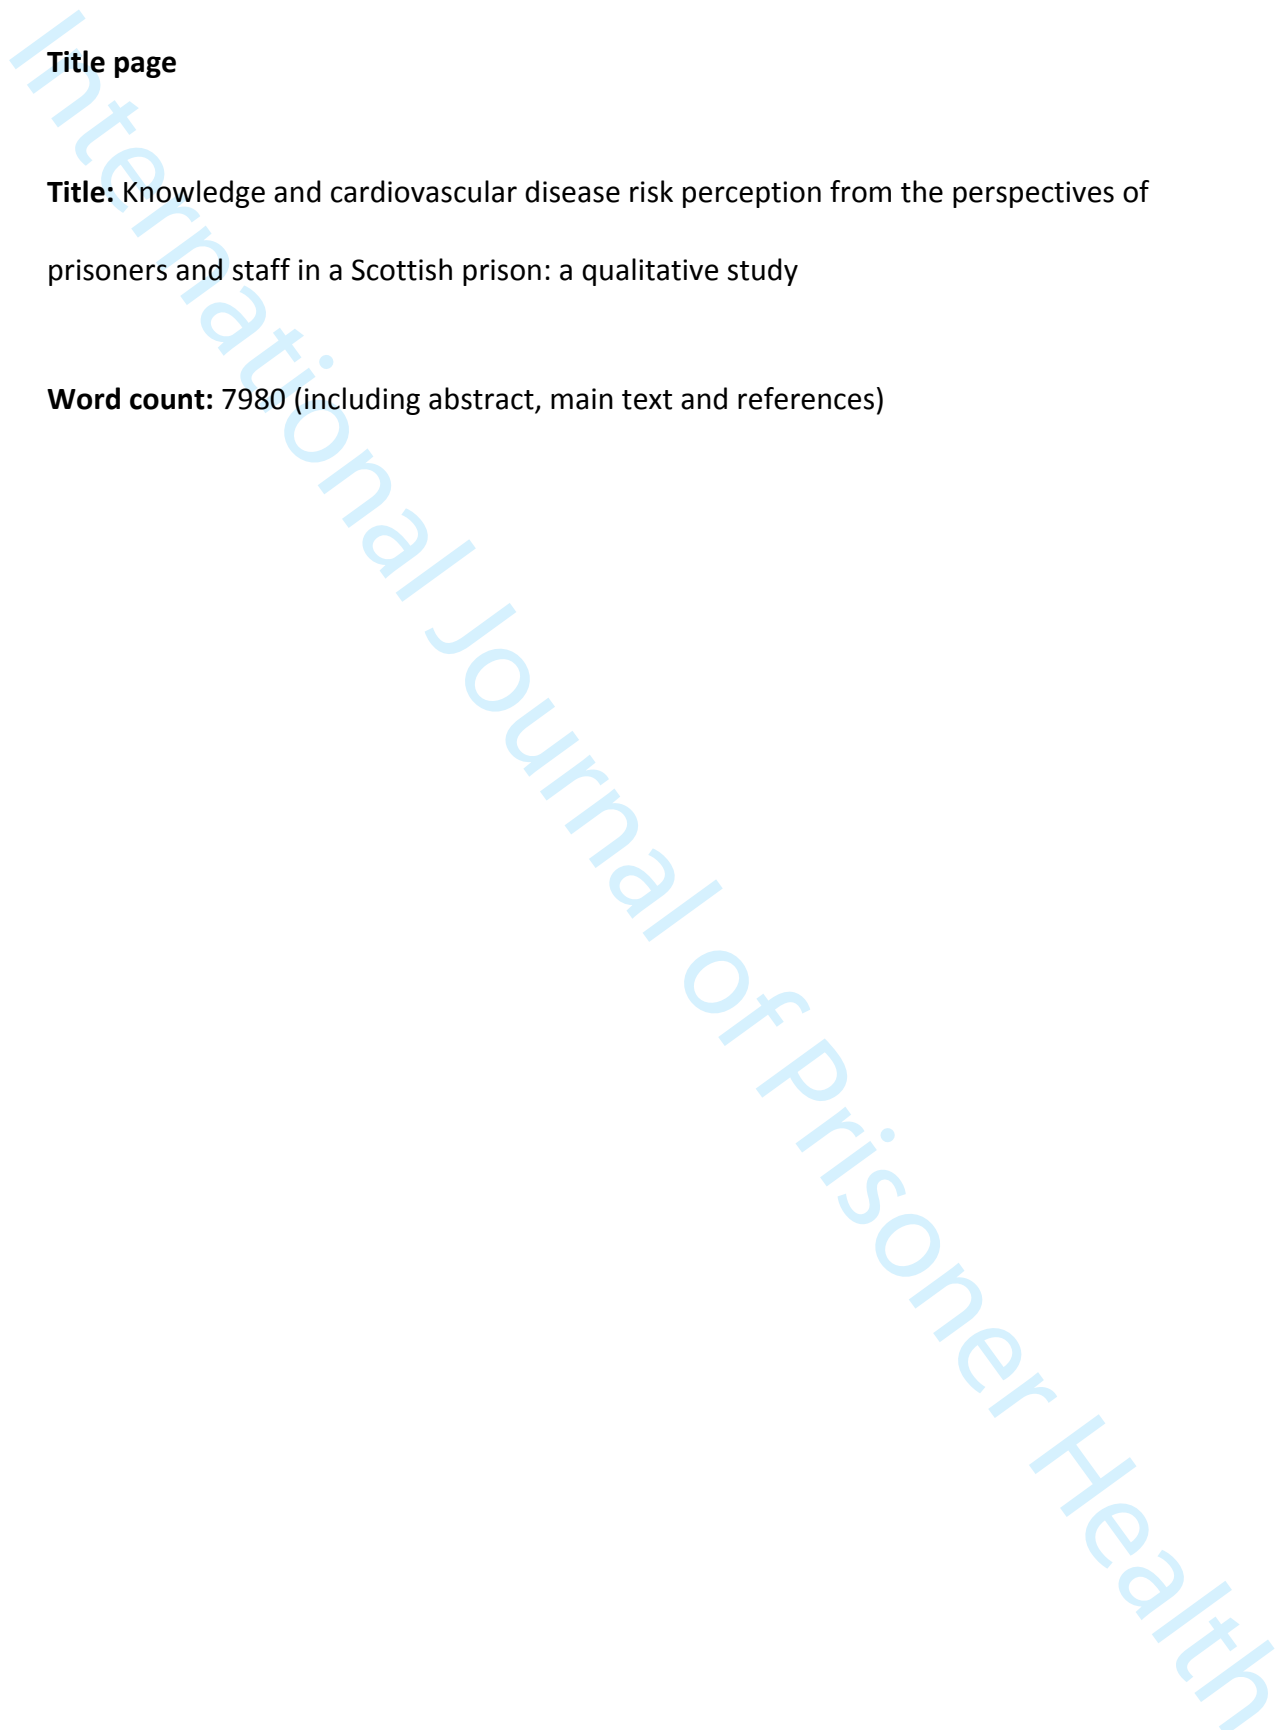 Title page
Title: Knowledge and cardiovascular disease risk perception from the perspectives of
prisoners and staff in a Scottish prison: a qualitative study
Word count: 7980 (including abstract, main text and references)
International Journal of Prisoner Health